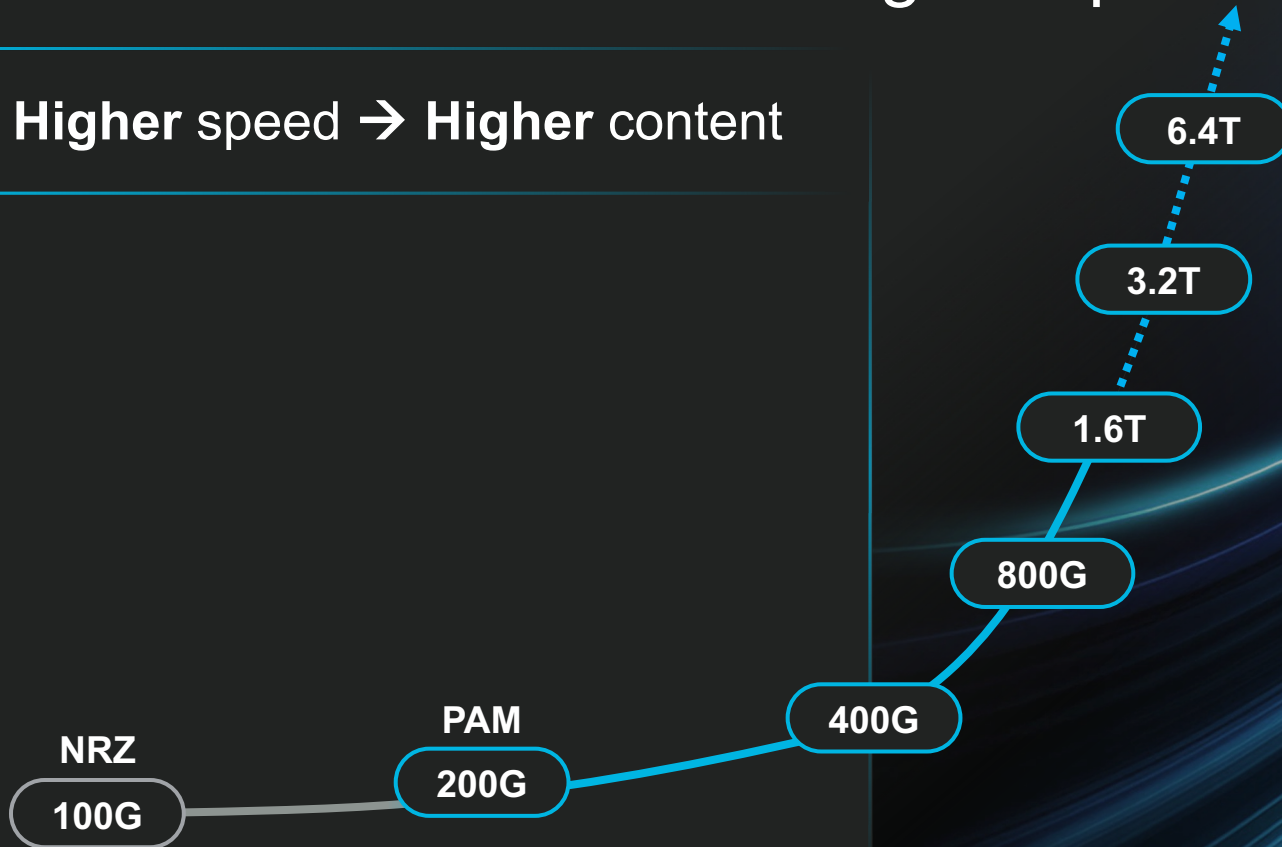 Higher speed → Higher content
6.4T
3.2T
1.6T
800G
400G
PAM
200G
NRZ
100G